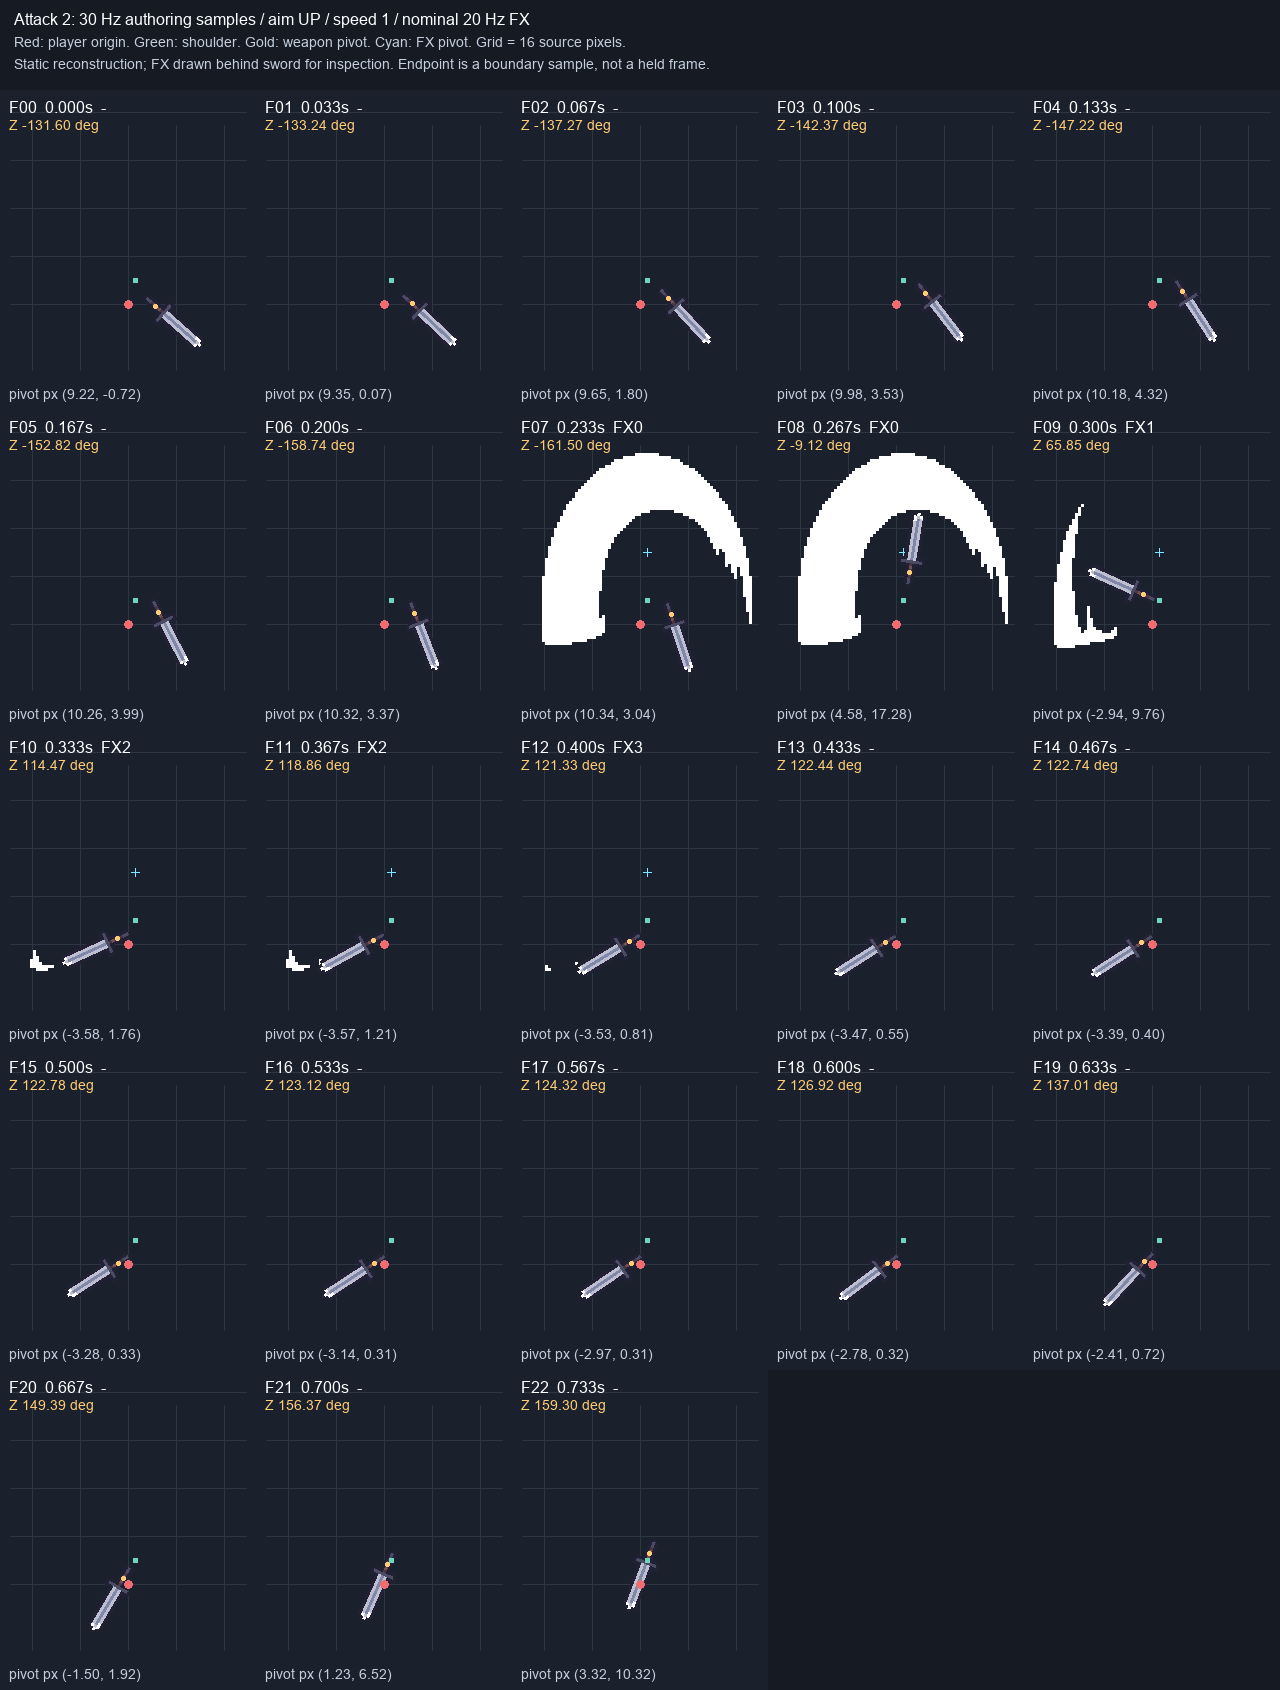 Attack 2: 30 Hz authoring samples / aim UP / speed 1 / nominal 20 Hz FX
Red: player origin. Green: shoulder. Gold: weapon pivot. Cyan: FX pivot. Grid = 16 source pixels.
Static reconstruction; FX drawn behind sword for inspection. Endpoint is a boundary sample, not a held frame.
F00 0.000s -
Z -131.60 deg
pivot px (9.22, -0.72)
F01 0.033s -
Z -133.24 deg
pivot px (9.35, 0.07)
F02 0.067s -
Z -137.27 deg
pivot px (9.65, 1.80)
F03 0.100s -
Z -142.37 deg
pivot px (9.98, 3.53)
F04 0.133s -
Z -147.22 deg
pivot px (10.18, 4.32)
F05 0.167s -
Z -152.82 deg
pivot px (10.26, 3.99)
F06 0.200s -
Z -158.74 deg
pivot px (10.32, 3.37)
F07 0.233s FX0
Z -161.50 deg
pivot px (10.34, 3.04)
F08 0.267s FX0
Z -9.12 deg
pivot px (4.58, 17.28)
F09 0.300s FX1
Z 65.85 deg
pivot px (-2.94, 9.76)
F10 0.333s FX2
Z 114.47 deg
pivot px (-3.58, 1.76)
F11 0.367s FX2
Z 118.86 deg
pivot px (-3.57, 1.21)
F12 0.400s FX3
Z 121.33 deg
pivot px (-3.53, 0.81)
F13 0.433s -
Z 122.44 deg
pivot px (-3.47, 0.55)
F14 0.467s -
Z 122.74 deg
pivot px (-3.39, 0.40)
F15 0.500s -
Z 122.78 deg
pivot px (-3.28, 0.33)
F16 0.533s -
Z 123.12 deg
pivot px (-3.14, 0.31)
F17 0.567s -
Z 124.32 deg
pivot px (-2.97, 0.31)
F18 0.600s -
Z 126.92 deg
pivot px (-2.78, 0.32)
F19 0.633s -
Z 137.01 deg
pivot px (-2.41, 0.72)
F20 0.667s -
Z 149.39 deg
pivot px (-1.50, 1.92)
F21 0.700s -
Z 156.37 deg
pivot px (1.23, 6.52)
F22 0.733s -
Z 159.30 deg
pivot px (3.32, 10.32)